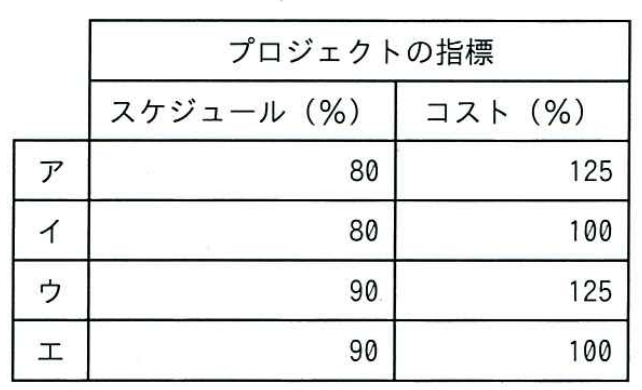 プロジェクトの指標
スケジュール（%） コスト（%）
ア 80 125
イ 80 100
ウ 90 125
エ 90 100